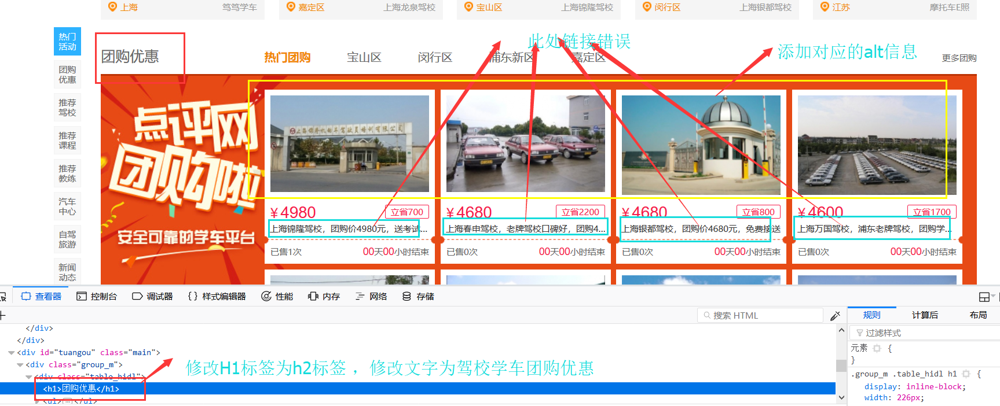 上海 笃笃学车 嘉定区 上海龙泉驾校 宝山区 上海锦隆驾校 闵行区 上海银都驾校 江苏 摩托车E照
热门
活动
团购
优惠
推荐
驾校
推荐
课程
推荐
教练
汽车
中心
自驾
旅游
新闻
动态
此处链接错误
添加对应的alt信息
团购优惠 热门团购 宝山区 闵行区 浦东新区 嘉定区 更多团购
点评网
团购啦
安全可靠的学车平台
¥4980 立省700
上海锦隆驾校，团购价4980元，送考试...
已售1次 00天00小时结束
¥4680 立省2200
上海春申驾校，老牌驾校口碑好，团购4...
已售0次 00天00小时结束
¥4680 立省800
上海银都驾校，团购价4680元，免费接送
已售0次 00天00小时结束
¥4600 立省1700
上海万国驾校，浦东老牌驾校，团购学...
已售0次 00天00小时结束
查看器 控制台 调试器 {} 样式编辑器 性能 内存 网络 存储
+ 搜索 HTML
</div>
</div>
<div id="tuangou" class="main">
<div class="group_m">
<div class="table_hidl">
<h1>团购优惠</h1>
<ul>...</ul>
修改H1标签为h2标签 ，修改文字为驾校学车团购优惠
规则 计算后 布局
过滤样式
元素 {
}
.group_m .table_hidl h1 {
display: inline-block;
width: 226px;